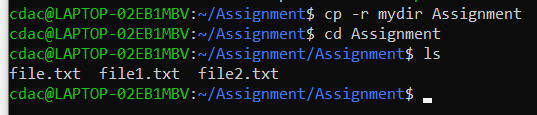 cdac@LAPTOP-02EB1MBV:~/Assignment$ cp -r mydir Assignment
cdac@LAPTOP-02EB1MBV:~/Assignment$ cd Assignment
cdac@LAPTOP-02EB1MBV:~/Assignment/Assignment$ ls
file.txt  file1.txt  file2.txt
cdac@LAPTOP-02EB1MBV:~/Assignment/Assignment$